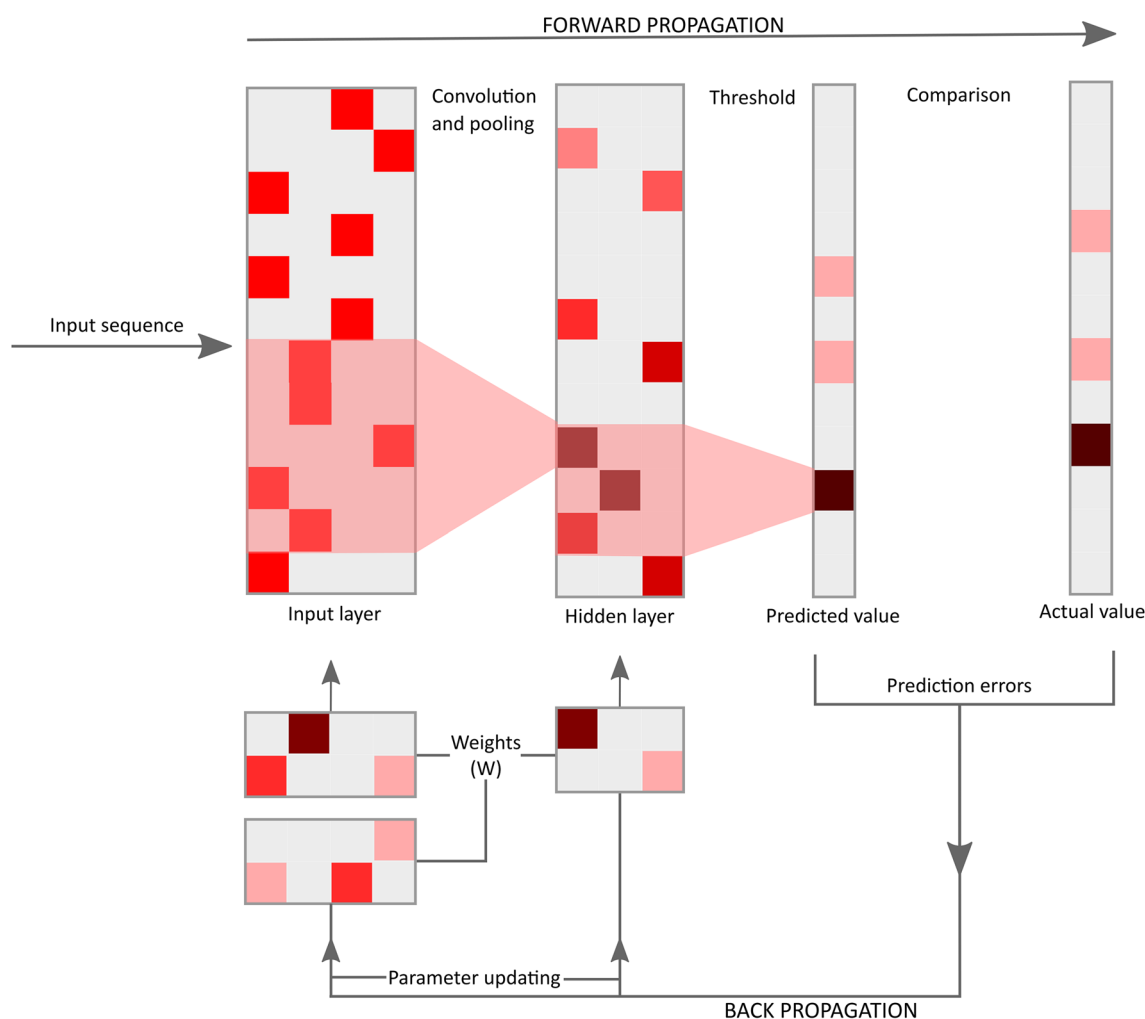 FORWARD PROPAGATION
Convolution
and pooling
Threshold
Comparison
Input sequence
Input layer
Hidden layer
Predicted value
Actual value
Prediction errors
Weights
(W)
Parameter updating
BACK PROPAGATION